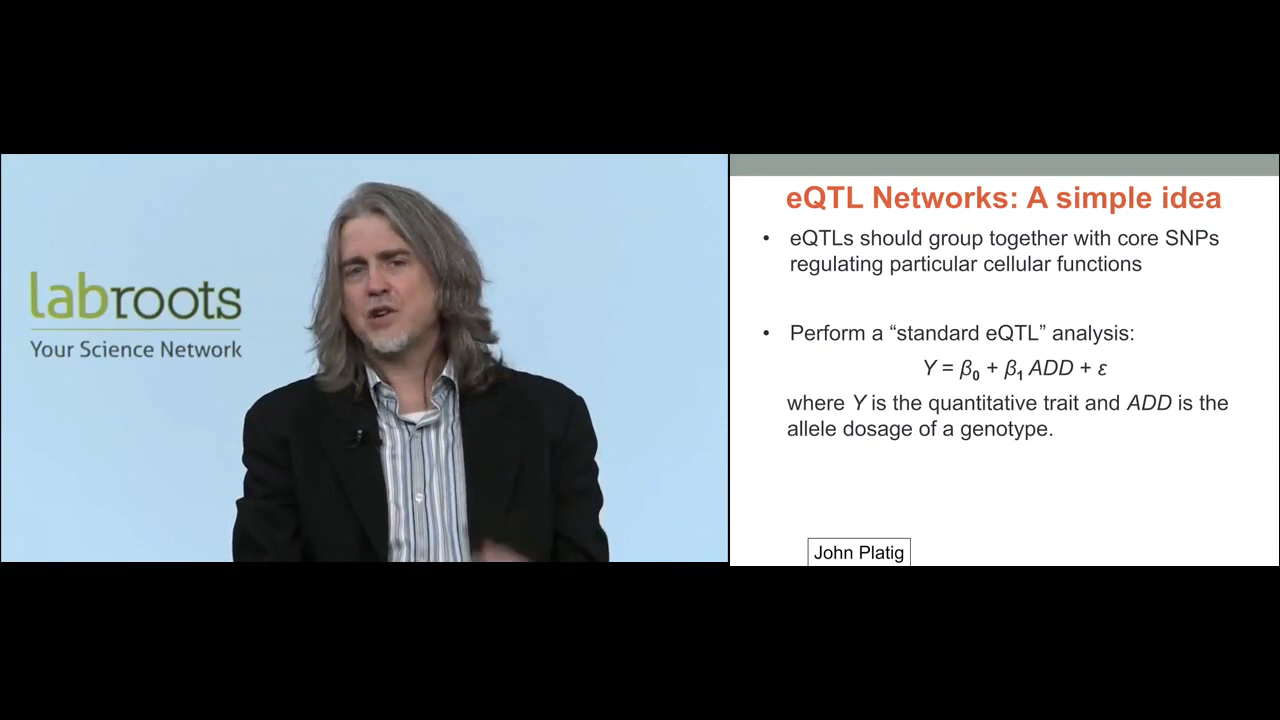 labroots
Your Science Network
eQTL Networks: A simple idea
• eQTLs should group together with core SNPs
regulating particular cellular functions
• Perform a “standard eQTL” analysis:
Y = β0 + β1 ADD + ε
where Y is the quantitative trait and ADD is the
allele dosage of a genotype.
John Platig